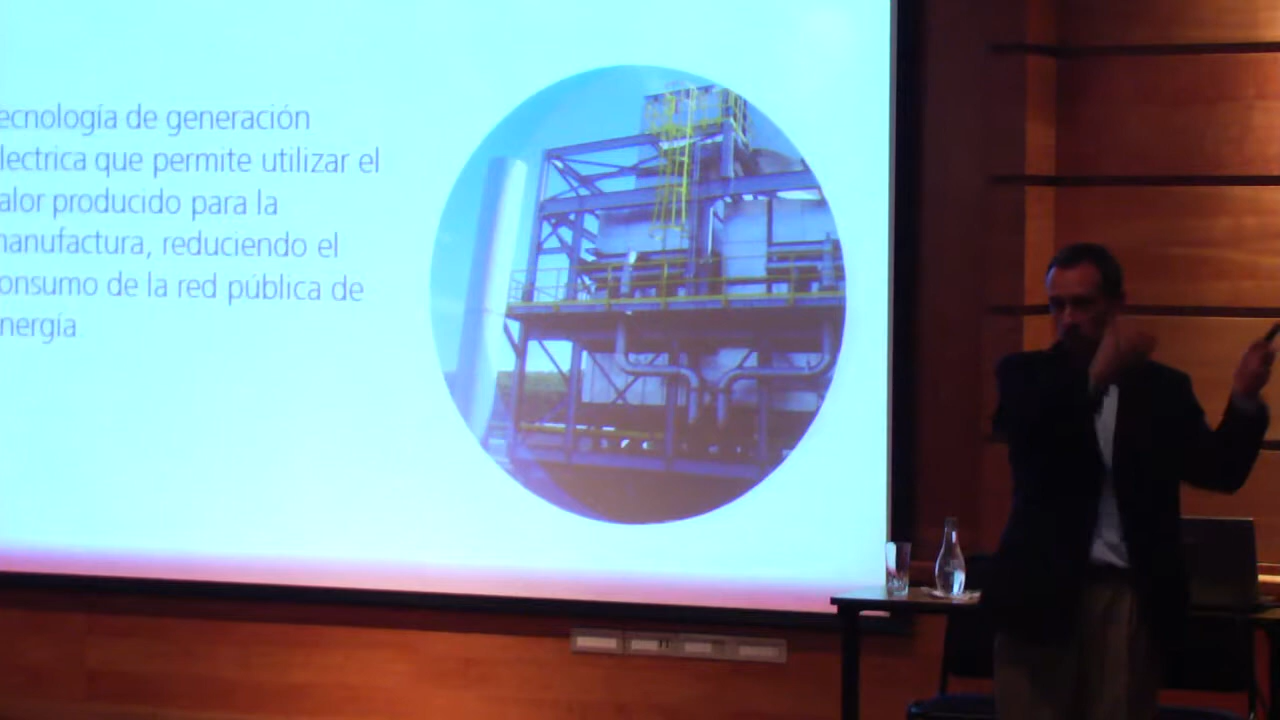 ecnología de generación
lectrica que permite utilizar el
alor producido para la
manufactura, reduciendo el
onsumo de la red pública de
nergía